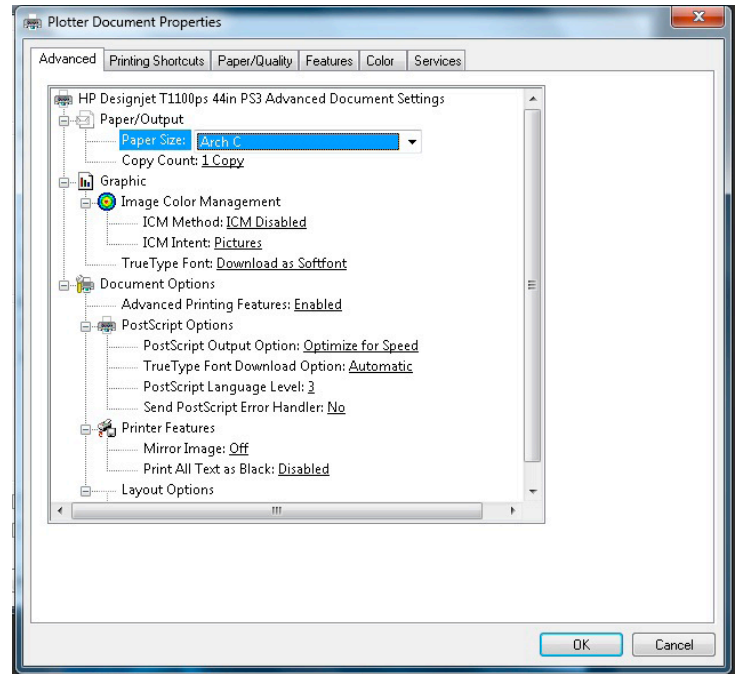 Plotter Document Properties
Advanced Printing Shortcuts Paper/Quality Features Color Services
HP Designjet T1100ps 44in PS3 Advanced Document Settings
Paper/Output
Paper Size: Arch C
Copy Count: 1 Copy
Graphic
Image Color Management
ICM Method: ICM Disabled
ICM Intent: Pictures
TrueType Font: Download as Softfont
Document Options
Advanced Printing Features: Enabled
PostScript Options
PostScript Output Option: Optimize for Speed
TrueType Font Download Option: Automatic
PostScript Language Level: 3
Send PostScript Error Handler: No
Printer Features
Mirror Image: Off
Print All Text as Black: Disabled
Layout Options
OK Cancel